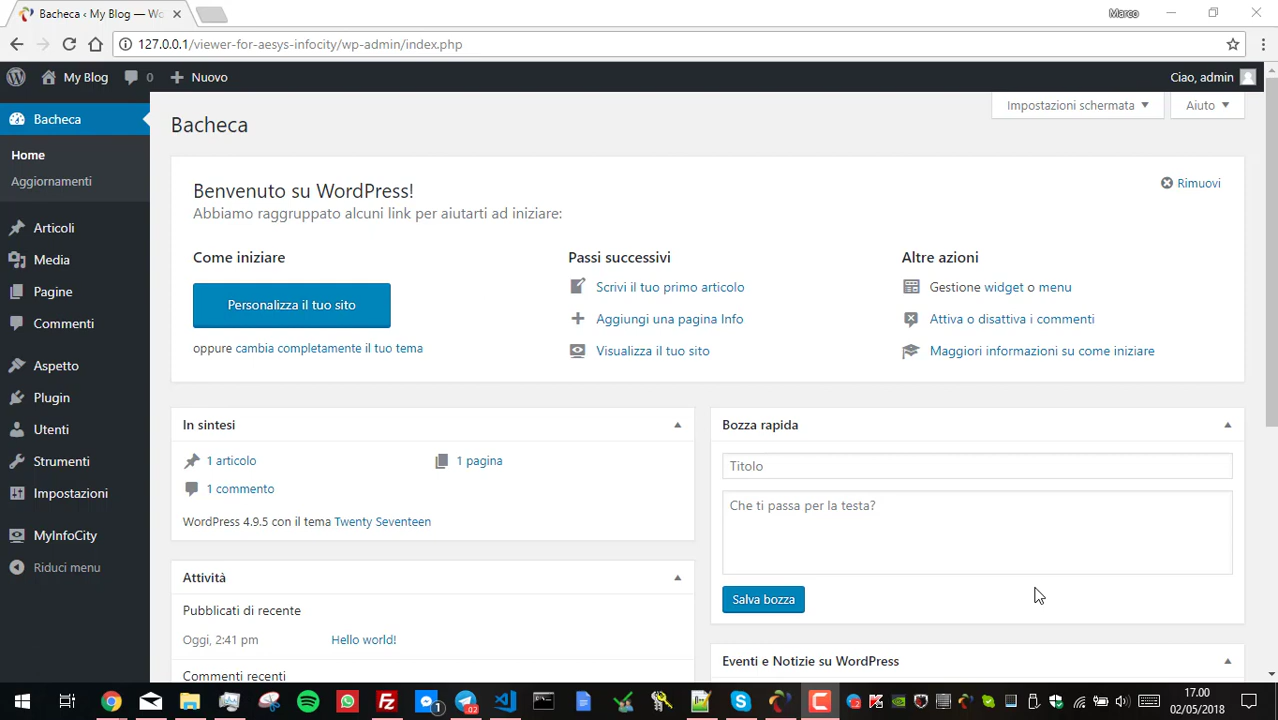 Bacheca ‹ My Blog — Wo
Marco
127.0.0.1/viewer-for-aesys-infocity/wp-admin/index.php
My Blog 0 Nuovo
Ciao, admin
Bacheca
Home
Aggiornamenti
Articoli
Media
Pagine
Commenti
Aspetto
Plugin
Utenti
Strumenti
Impostazioni
MyInfoCity
Riduci menu
Impostazioni schermata
Aiuto
Bacheca
Benvenuto su WordPress!
Rimuovi
Abbiamo raggruppato alcuni link per aiutarti ad iniziare:
Come iniziare
Personalizza il tuo sito
oppure cambia completamente il tuo tema
Passi successivi
Scrivi il tuo primo articolo
Aggiungi una pagina Info
Visualizza il tuo sito
Altre azioni
Gestione widget o menu
Attiva o disattiva i commenti
Maggiori informazioni su come iniziare
In sintesi
1 articolo
1 pagina
1 commento
WordPress 4.9.5 con il tema Twenty Seventeen
Attività
Pubblicati di recente
Oggi, 2:41 pm
Hello world!
Commenti recenti
Bozza rapida
Titolo
Che ti passa per la testa?
Salva bozza
Eventi e Notizie su WordPress
17.00
02/05/2018